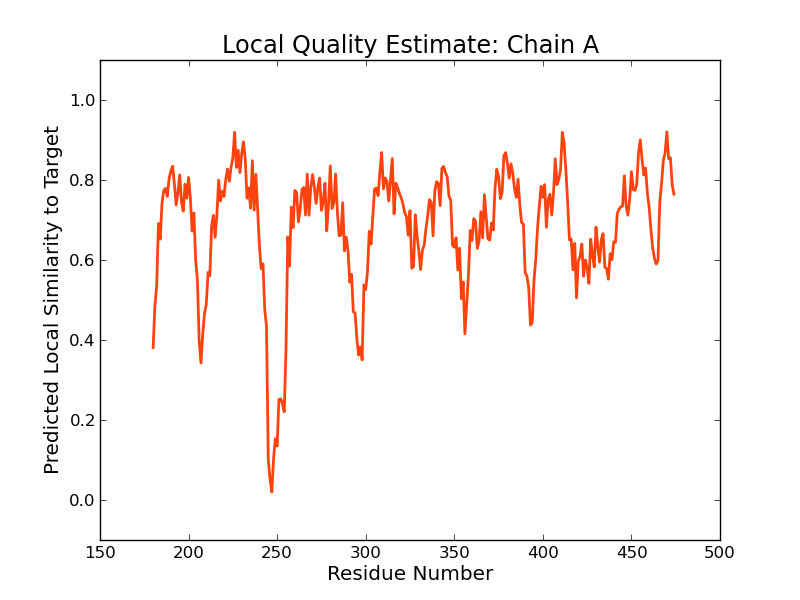 Local Quality Estimate: Chain A
Predicted Local Similarity to Target
1.0
0.8
0.6
0.4
0.2
0.0
150 200 250 300 350 400 450 500
Residue Number